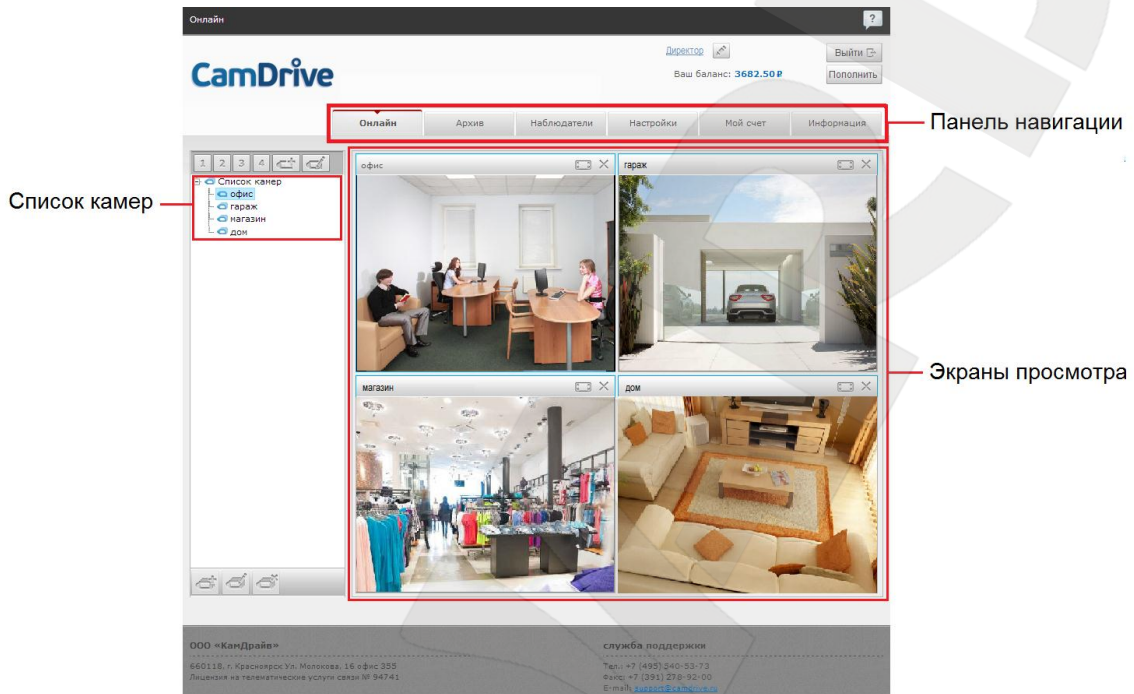 Онлайн
?
CamDrive
Директор
Выйти
Ваш баланс: 3682.50 ₽
Пополнить
Онлайн Архив Наблюдатели Настройки Мой счет Информация
Панель навигации
1 2 3 4
Список камер
офис
гараж
магазин
дом
Список камер
офис
гараж
магазин
дом
Экраны просмотра
ООО «КамДрайв»
660118, г. Красноярск Ул. Молокова, 16 офис 355
Лицензия на телематические услуги связи № 94741
служба поддержки
Тел.: +7 (495) 540-53-73
Факс: +7 (391) 278-92-00
E-mail: support@camdrive.ru